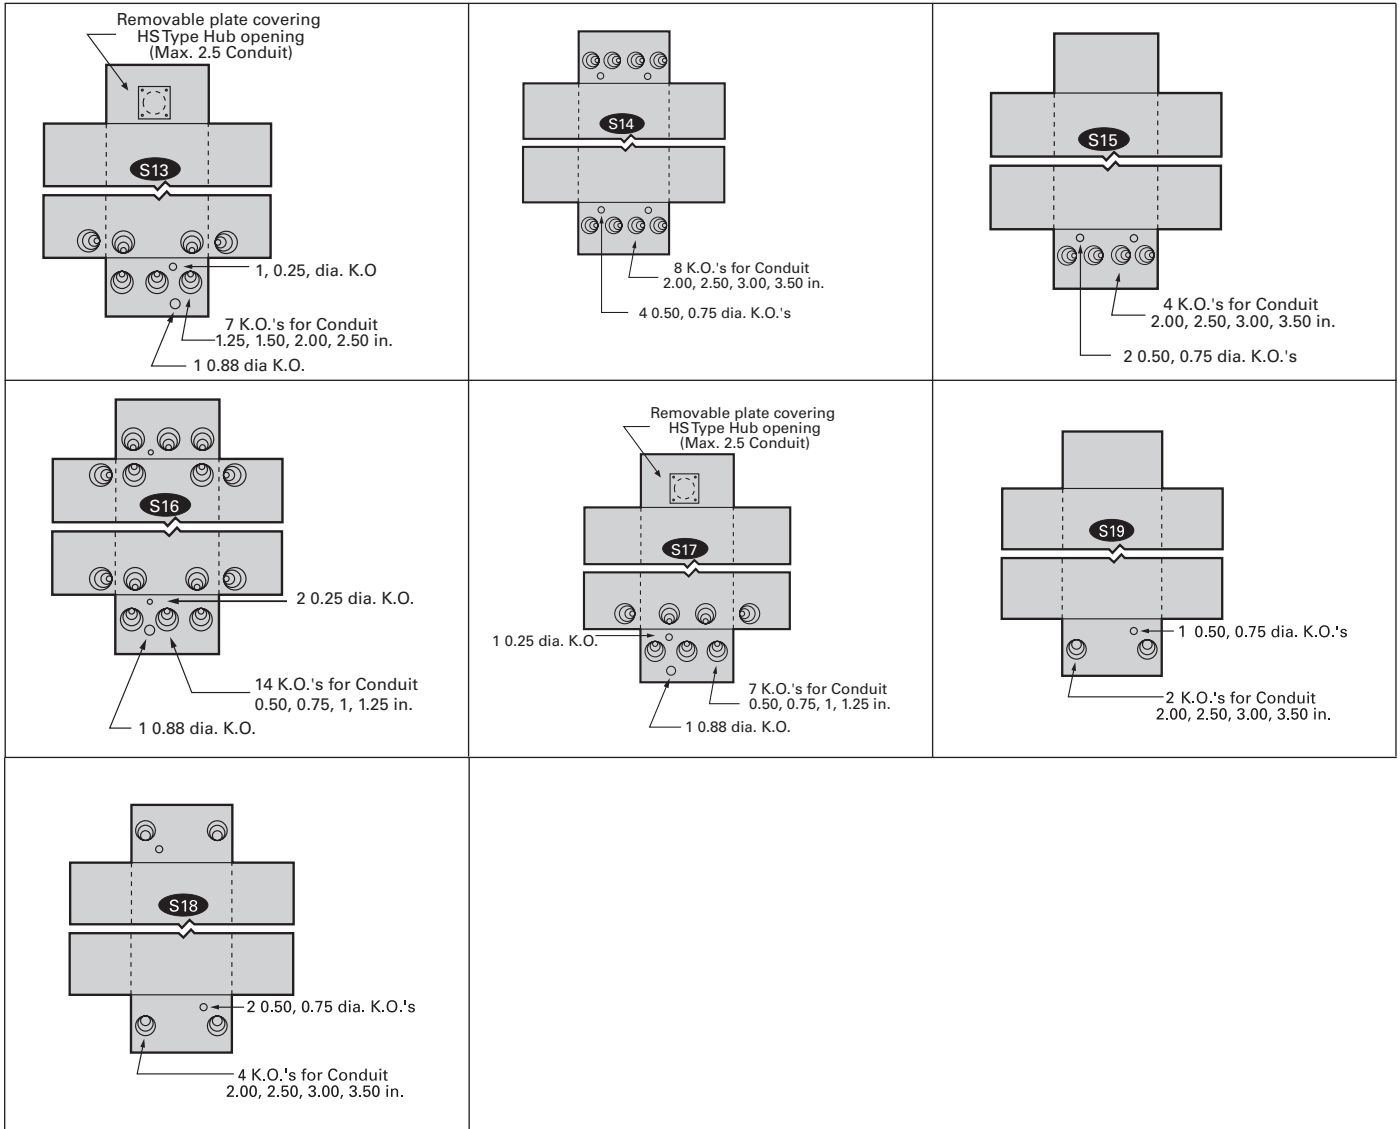 Removable plate covering
HS Type Hub opening
(Max. 2.5 Conduit)
S13
1, 0.25, dia. K.O
7 K.O.'s for Conduit
1.25, 1.50, 2.00, 2.50 in.
1 0.88 dia K.O.
S14
8 K.O.'s for Conduit
2.00, 2.50, 3.00, 3.50 in.
4 0.50, 0.75 dia. K.O.'s
S15
4 K.O.'s for Conduit
2.00, 2.50, 3.00, 3.50 in.
2 0.50, 0.75 dia. K.O.'s
S16
2 0.25 dia. K.O.
14 K.O.'s for Conduit
0.50, 0.75, 1, 1.25 in.
1 0.88 dia. K.O.
Removable plate covering
HS Type Hub opening
(Max. 2.5 Conduit)
S17
1 0.25 dia. K.O.
7 K.O.'s for Conduit
0.50, 0.75, 1, 1.25 in.
1 0.88 dia. K.O.
S19
1 0.50, 0.75 dia. K.O.'s
2 K.O.'s for Conduit
2.00, 2.50, 3.00, 3.50 in.
S18
2 0.50, 0.75 dia. K.O.'s
4 K.O.'s for Conduit
2.00, 2.50, 3.00, 3.50 in.